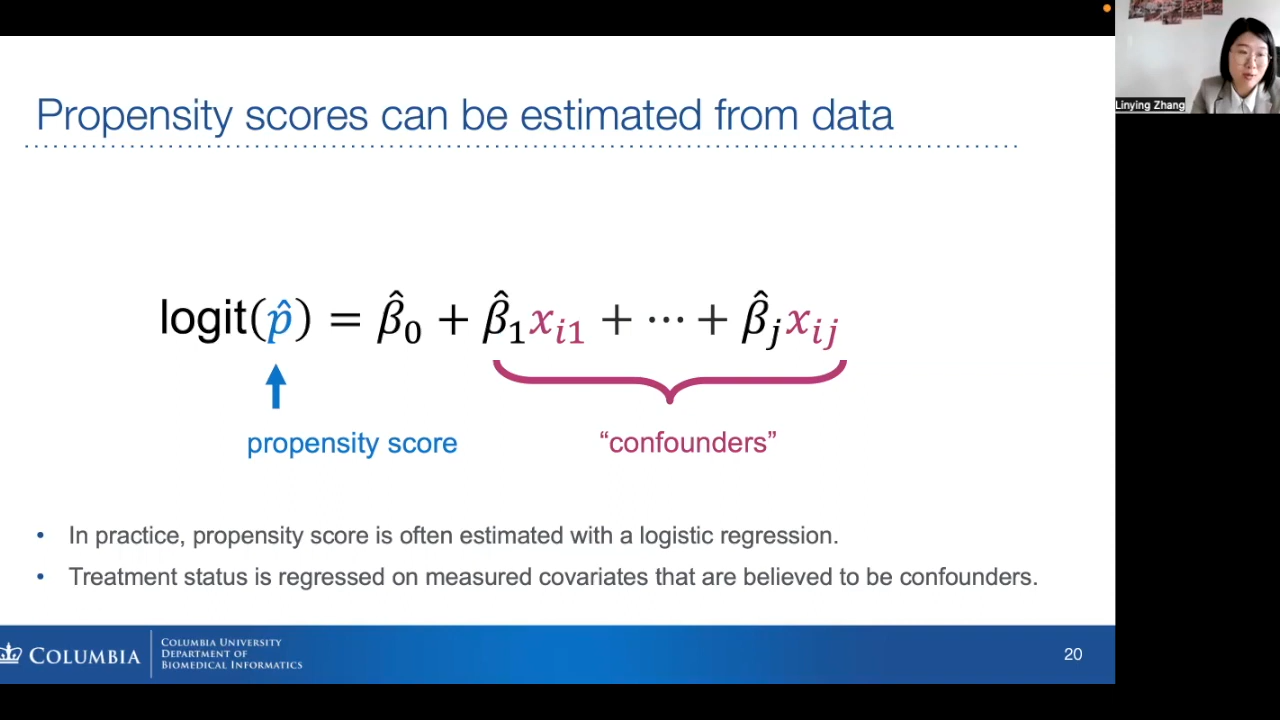 Propensity scores can be estimated from data
logit(p̂) = β̂₀ + β̂₁xᵢ₁ + ⋯ + β̂ⱼxᵢⱼ
propensity score
“confounders”
• In practice, propensity score is often estimated with a logistic regression.
• Treatment status is regressed on measured covariates that are believed to be confounders.
COLUMBIA
COLUMBIA UNIVERSITY
DEPARTMENT OF
BIOMEDICAL INFORMATICS
20
Linying Zhang